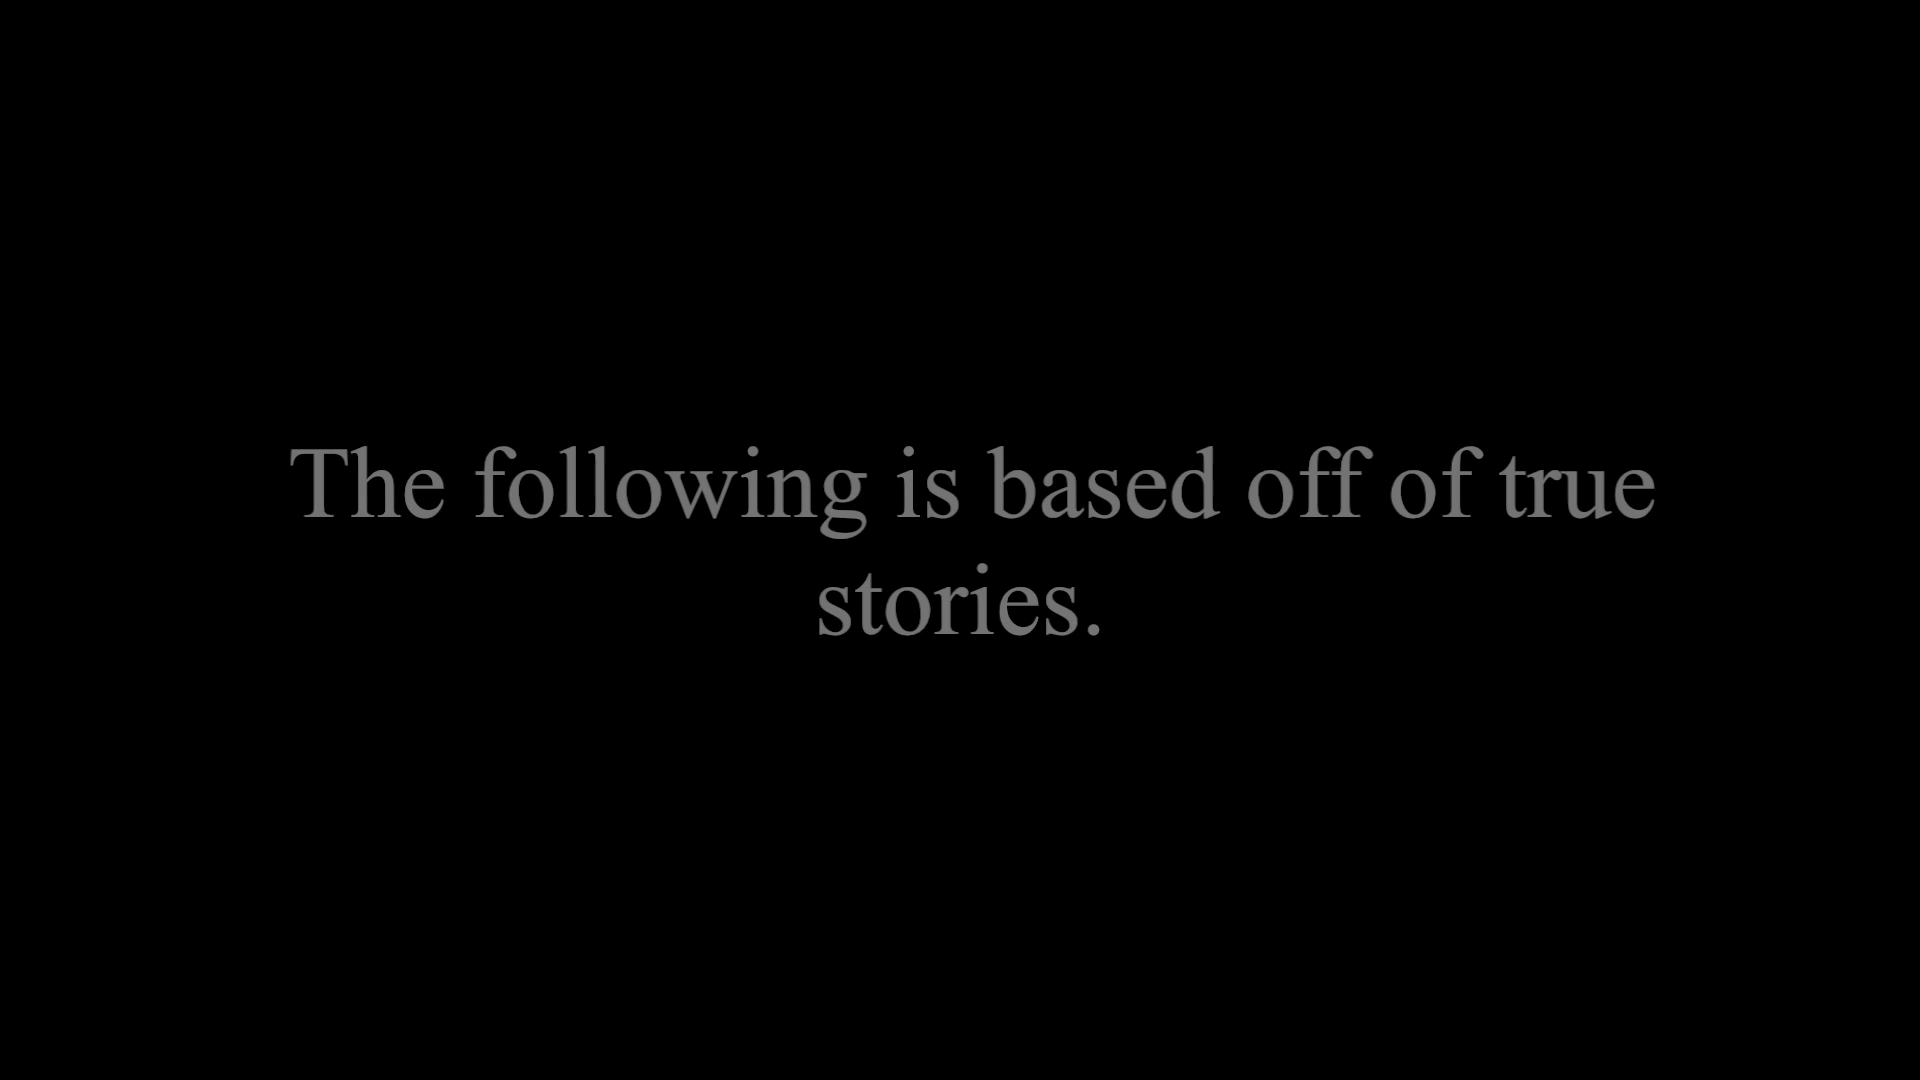 The following is based off of true
stories.